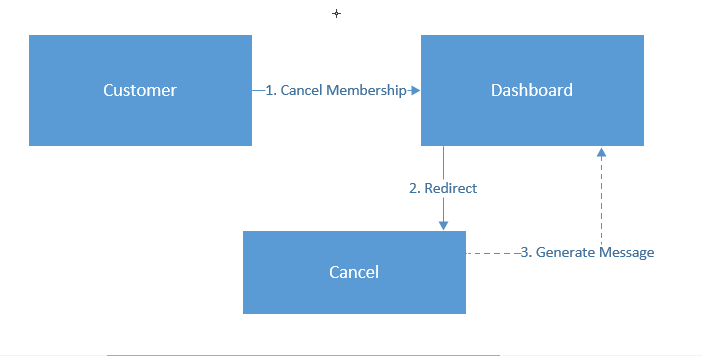 Customer
1. Cancel Membership
Dashboard
2. Redirect
3. Generate Message
Cancel